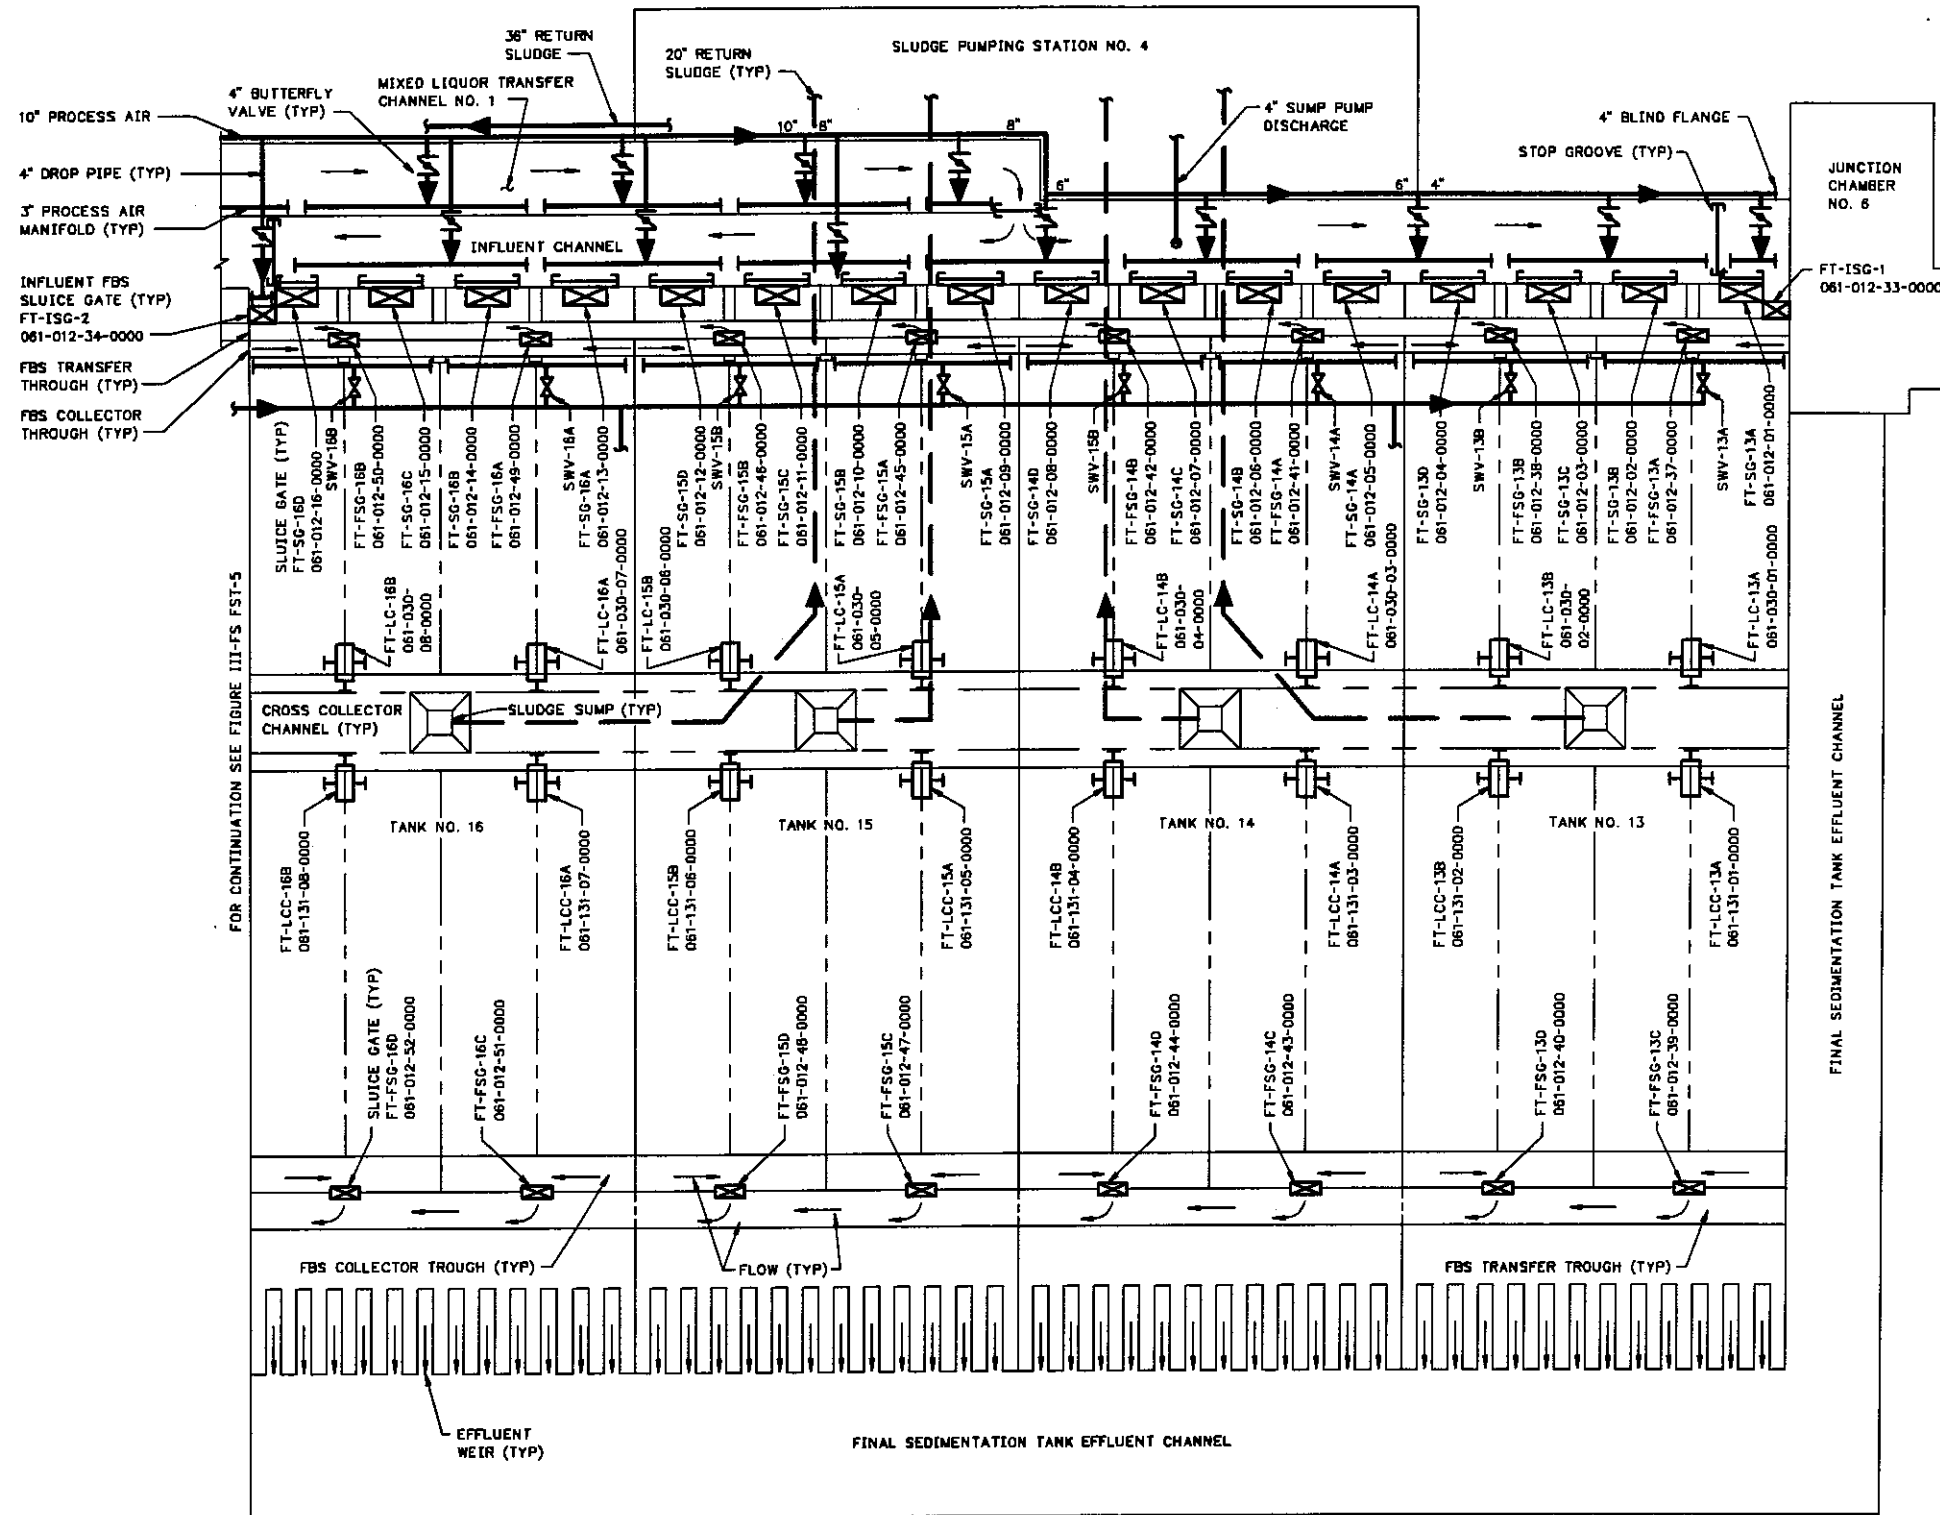 SLUDGE PUMPING STATION NO. 4
36" RETURN
SLUDGE
20" RETURN
SLUDGE (TYP)
MIXED LIQUOR TRANSFER
CHANNEL NO. 1
4" BUTTERFLY
VALVE (TYP)
10" PROCESS AIR
4" SUMP PUMP
DISCHARGE
4" BLIND FLANGE
STOP GROOVE (TYP)
JUNCTION
CHAMBER
NO. 6
10"
8"
8"
6"
6"
4"
4" DROP PIPE (TYP)
3" PROCESS AIR
MANIFOLD (TYP)
INFLUENT CHANNEL
INFLUENT FBS
SLUICE GATE (TYP)
FT-ISG-2
061-012-34-0000
FT-ISG-1
061-012-33-0000
FBS TRANSFER
THROUGH (TYP)
FBS COLLECTOR
THROUGH (TYP)
SLUICE GATE (TYP)
FT-SG-16D
061-012-16-0000
SWV-16B
FT-FSG-16B
061-012-50-0000
FT-SG-16C
061-012-15-0000
FT-SG-16B
061-012-14-0000
FT-FSG-16A
061-012-49-0000
SWV-16A
FT-SG-16A
061-012-13-0000
FT-SG-15D
061-012-12-0000
SWV-15B
FT-FSG-15B
061-012-46-0000
FT-SG-15C
061-012-11-0000
FT-SG-15B
061-012-10-0000
FT-FSG-15A
061-012-45-0000
SWV-15A
FT-SG-15A
061-012-09-0000
FT-SG-14D
061-012-08-0000
SWV-15B
FT-FSG-14B
061-012-42-0000
FT-SG-14C
061-012-07-0000
FT-SG-14B
061-012-06-0000
FT-FSG-14A
061-012-41-0000
SWV-14A
FT-SG-14A
061-012-05-0000
FT-SG-13D
061-012-04-0000
SWV-13B
FT-FSG-13B
061-012-38-0000
FT-SG-13C
061-012-03-0000
FT-SG-13B
061-012-02-0000
FT-FSG-13A
061-012-37-0000
SWV-13A
FT-SG-13A
061-012-01-0000
FOR CONTINUATION SEE FIGURE III-FS FST-5
FT-LC-16B
061-030-
08-0000
FT-LC-16A
061-030-07-0000
FT-LC-15B
061-030-06-0000
FT-LC-15A
061-030-
05-0000
FT-LC-14B
061-030-
04-0000
FT-LC-14A
061-030-03-0000
FT-LC-13B
061-030-
02-0000
FT-LC-13A
061-030-01-0000
CROSS COLLECTOR
CHANNEL (TYP)
SLUDGE SUMP (TYP)
TANK NO. 16
TANK NO. 15
TANK NO. 14
TANK NO. 13
FT-LCC-16B
061-131-08-0000
FT-LCC-16A
061-131-07-0000
FT-LCC-15B
061-131-06-0000
FT-LCC-15A
061-131-05-0000
FT-LCC-14B
061-131-04-0000
FT-LCC-14A
061-131-03-0000
FT-LCC-13B
061-131-02-0000
FT-LCC-13A
061-131-01-0000
FINAL SEDIMENTATION TANK EFFLUENT CHANNEL
SLUICE GATE (TYP)
FT-FSG-16D
061-012-52-0000
FT-FSG-16C
061-012-51-0000
FT-FSG-15D
061-012-48-0000
FT-FSG-15C
061-012-47-0000
FT-FSG-14D
061-012-44-0000
FT-FSG-14C
061-012-43-0000
FT-FSG-13D
061-012-40-0000
FT-FSG-13C
061-012-39-0000
FBS COLLECTOR TROUGH (TYP)
FLOW (TYP)
FBS TRANSFER TROUGH (TYP)
EFFLUENT
WEIR (TYP)
FINAL SEDIMENTATION TANK EFFLUENT CHANNEL